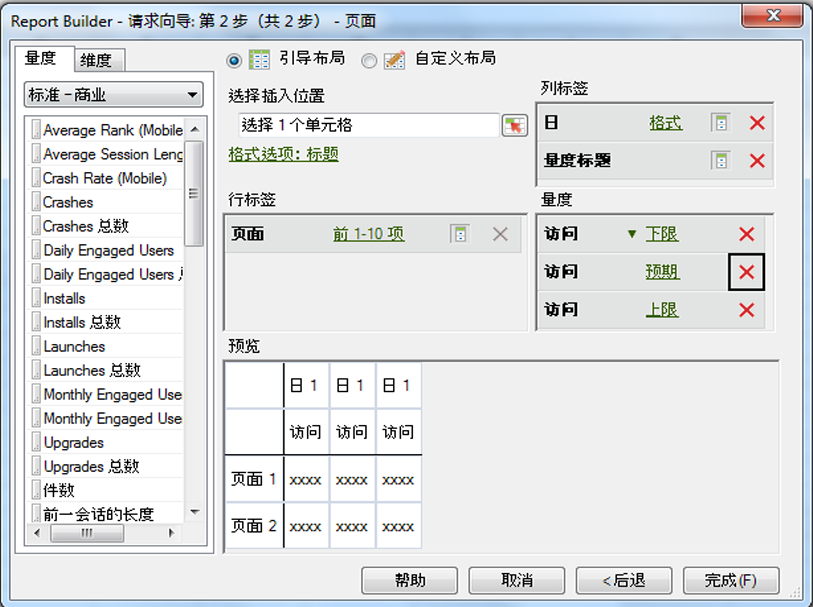 Report Builder - 请求向导: 第 2 步（共 2 步） - 页面
量度
维度
标准 - 商业
Average Rank (Mobile
Average Session Leng
Crash Rate (Mobile)
Crashes
Crashes 总数
Daily Engaged Users
Daily Engaged Users
Installs
Installs 总数
Launches
Launches 总数
Monthly Engaged Use
Monthly Engaged Use
Upgrades
Upgrades 总数
件数
前一会话的长度
引导布局
自定义布局
选择插入位置
选择 1 个单元格
格式选项: 标题
列标签
日 格式
量度标题
行标签
页面 前 1-10 项
量度
访问 ▼ 下限
访问 预期
访问 上限
预览
日 1 日 1 日 1
访问 访问 访问
页面 1 xxxx xxxx xxxx
页面 2 xxxx xxxx xxxx
帮助
取消
<后退
完成(F)